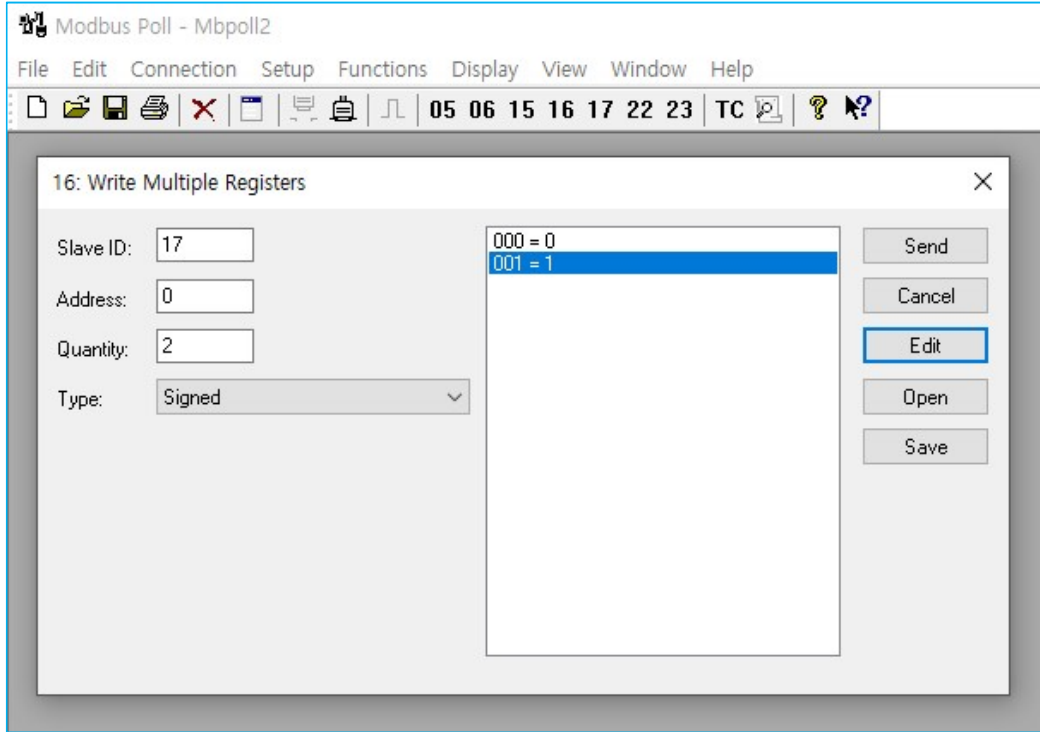 Modbus Poll - Mbpoll2
File Edit Connection Setup Functions Display View Window Help
05 06 15 16 17 22 23 TC
16: Write Multiple Registers
Slave ID: 17
Address: 0
Quantity: 2
Type: Signed
000 = 0
001 = 1
Send
Cancel
Edit
Open
Save